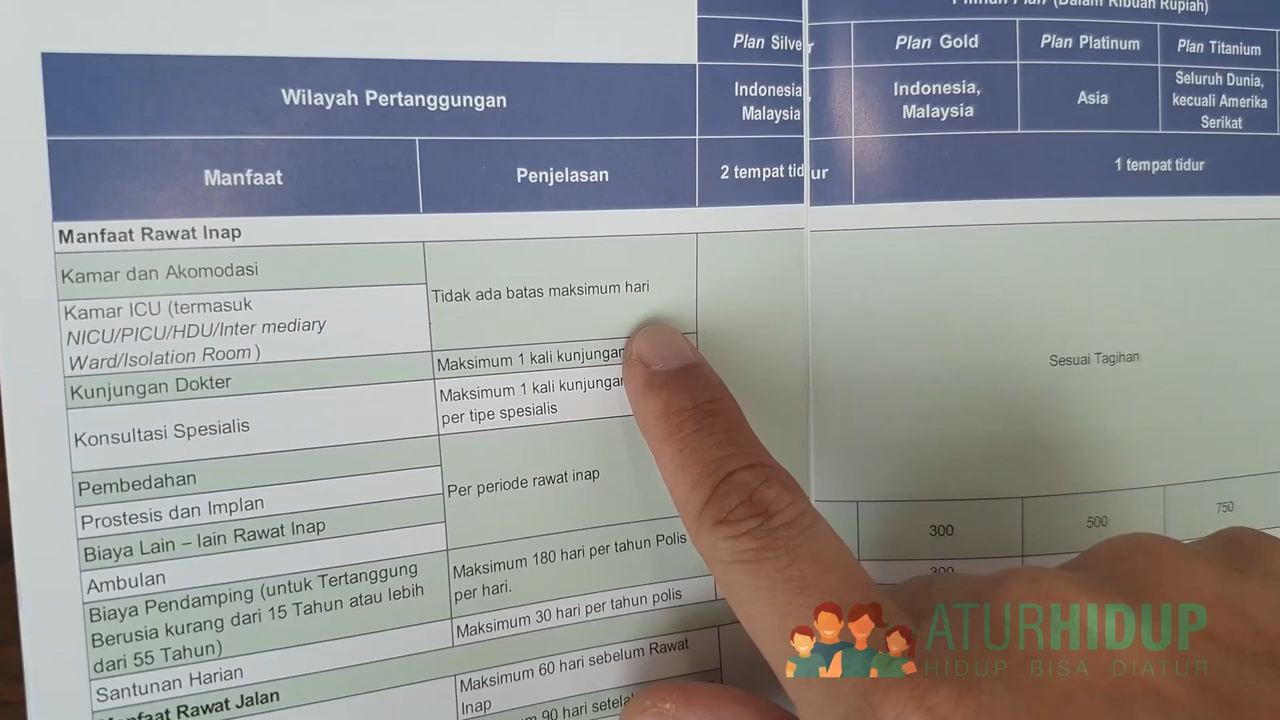 Pilihan Plan (Dalam Ribuan Rupiah)
Plan Silver
Plan Gold
Plan Platinum
Plan Titanium
Wilayah Pertanggungan
Indonesia,
Malaysia
Indonesia,
Malaysia
Asia
Seluruh Dunia,
kecuali Amerika
Serikat
Manfaat
Penjelasan
2 tempat tidur
1 tempat tidur
Manfaat Rawat Inap
Kamar dan Akomodasi
Tidak ada batas maksimum hari
Kamar ICU (termasuk
NICU/PICU/HDU/Inter mediary
Ward/Isolation Room)
Kunjungan Dokter
Maksimum 1 kali kunjungan
Konsultasi Spesialis
Maksimum 1 kali kunjungan
per tipe spesialis
Sesuai Tagihan
Pembedahan
Prostesis dan Implan
Biaya Lain – lain Rawat Inap
Per periode rawat inap
Ambulan
300
500
750
Biaya Pendamping (untuk Tertanggung
Berusia kurang dari 15 Tahun atau lebih
dari 55 Tahun)
Maksimum 180 hari per tahun Polis
per hari.
300
Santunan Harian
Maksimum 30 hari per tahun polis
Manfaat Rawat Jalan
Maksimum 60 hari sebelum Rawat
Inap
90 hari
ATURHIDUP
HIDUP BISA DIATUR